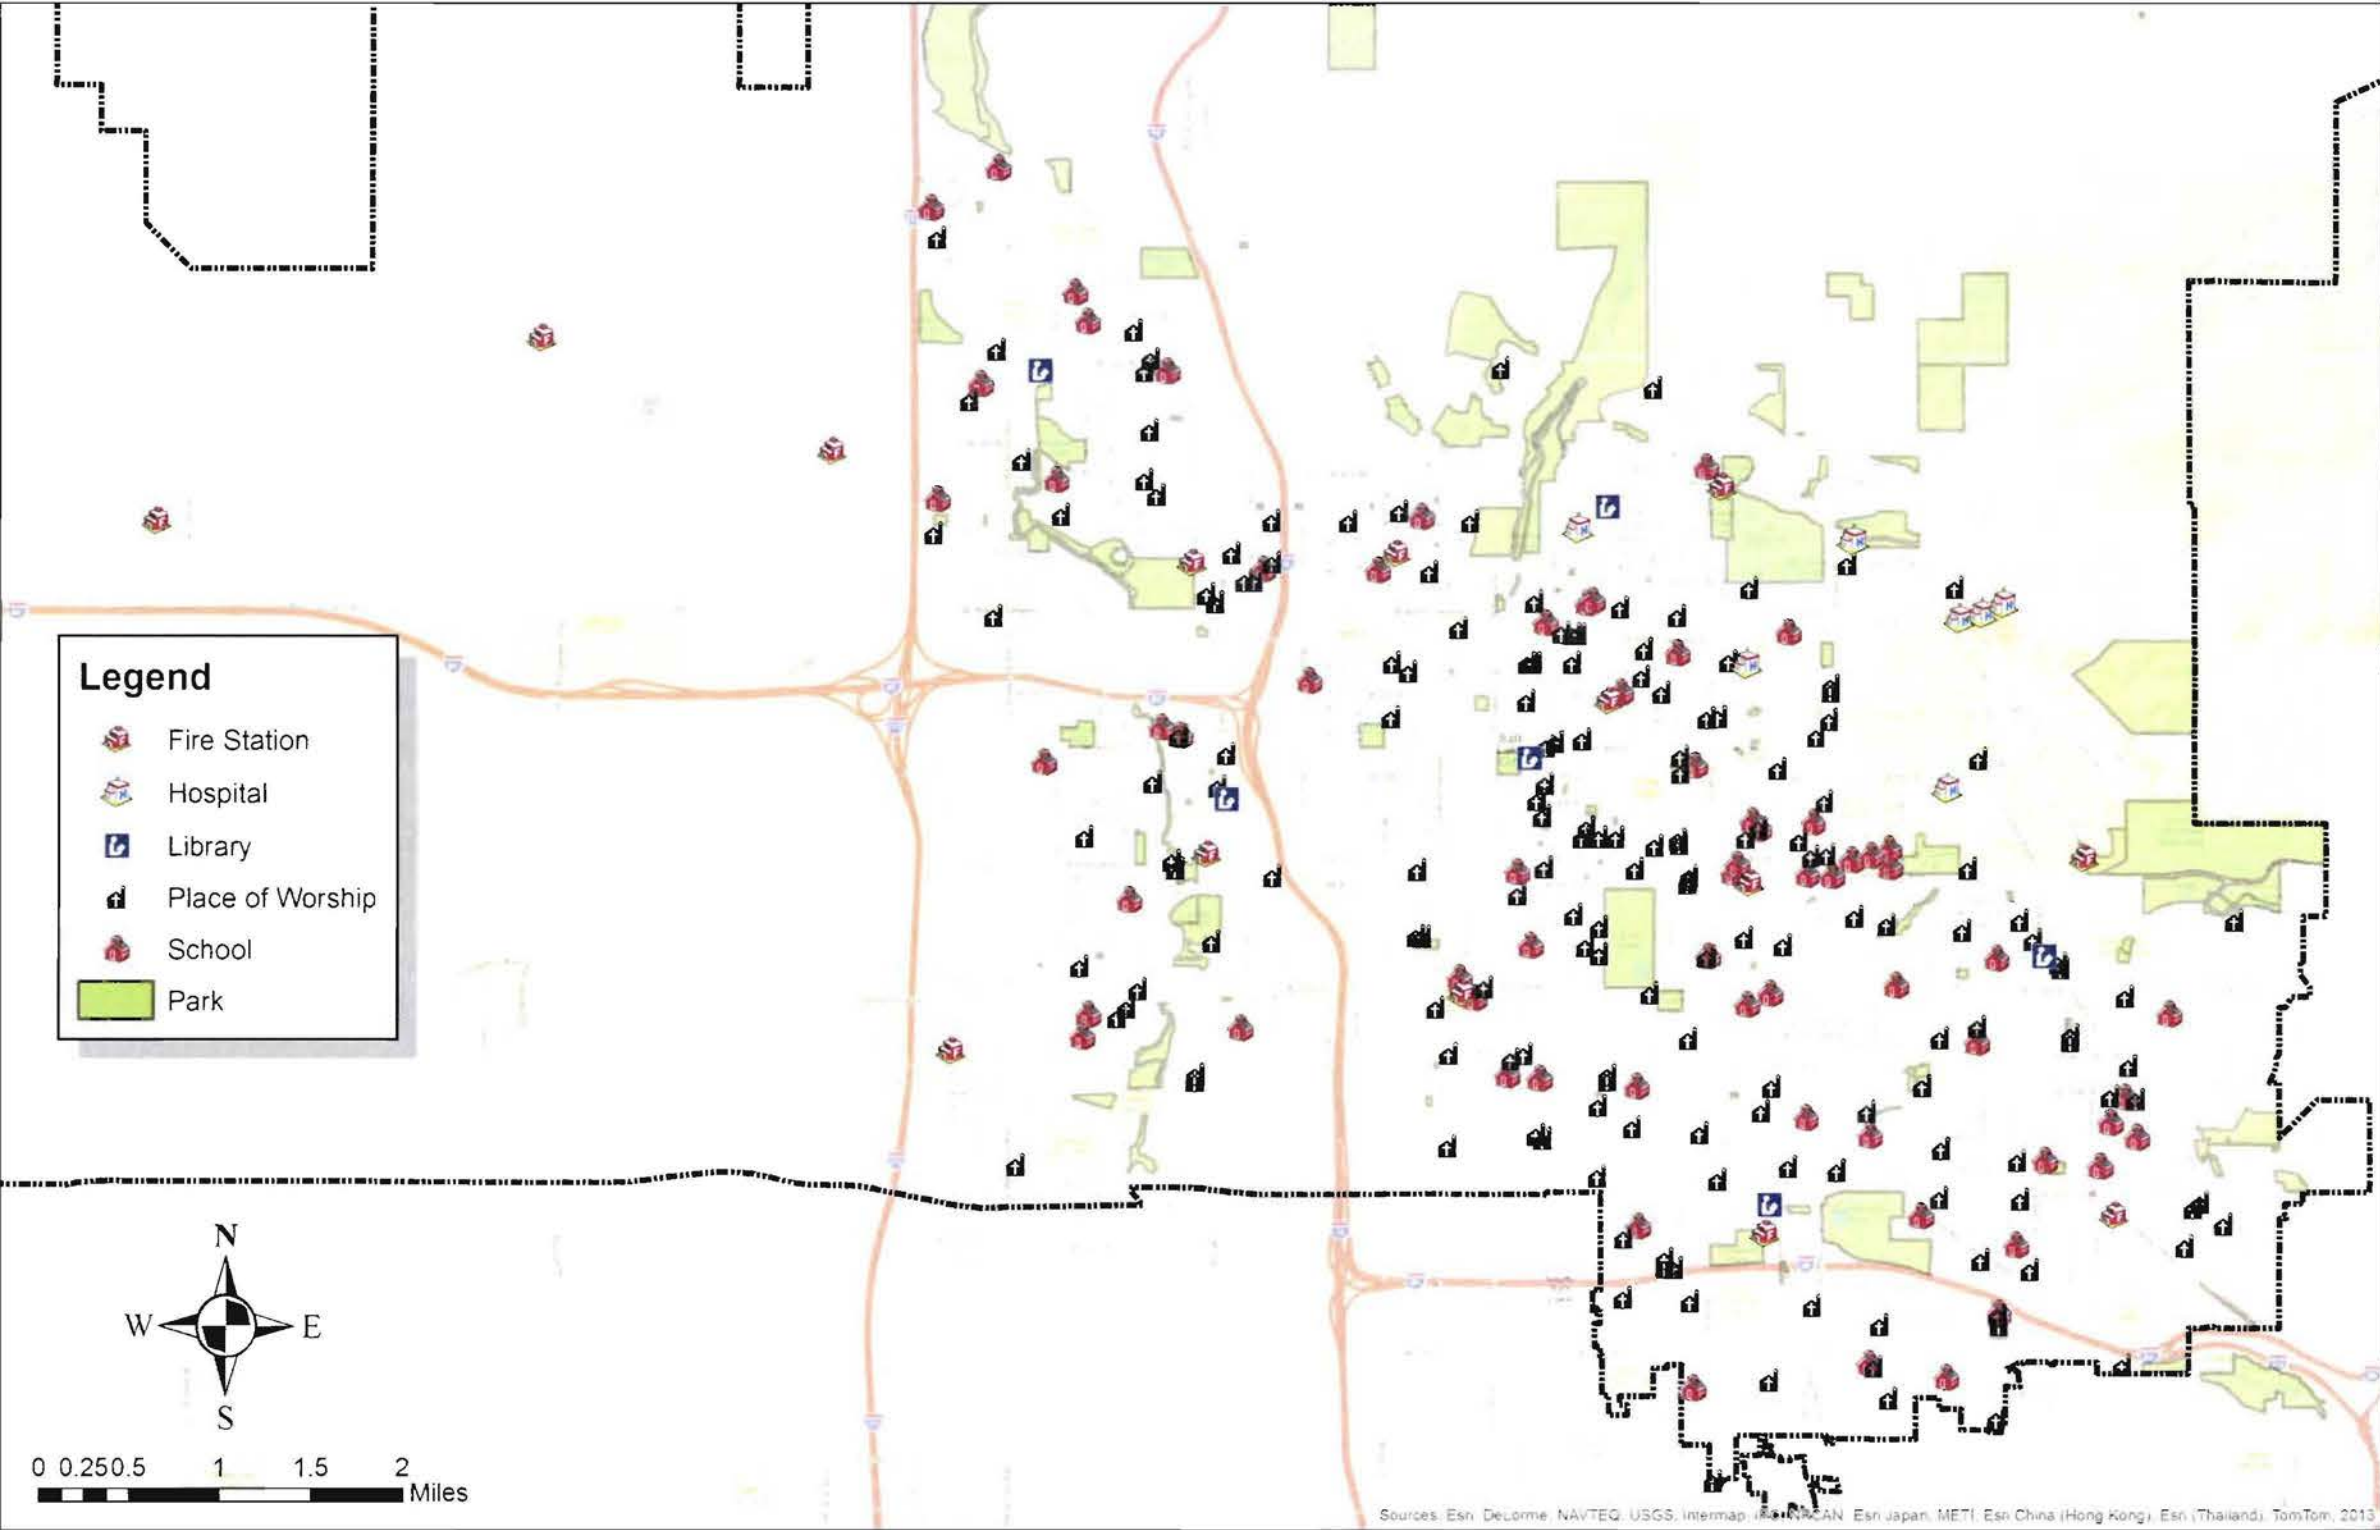 Legend
Fire Station
Hospital
Library
Place of Worship
School
Park
N
W E
S
0 0.250.5 1 1.5 2
Miles
Sources: Esri, DeLorme, NAVTEQ, USGS, Intermap, NRCAN, Esri Japan, METI, Esri China (Hong Kong), Esri (Thailand), TomTom, 2013